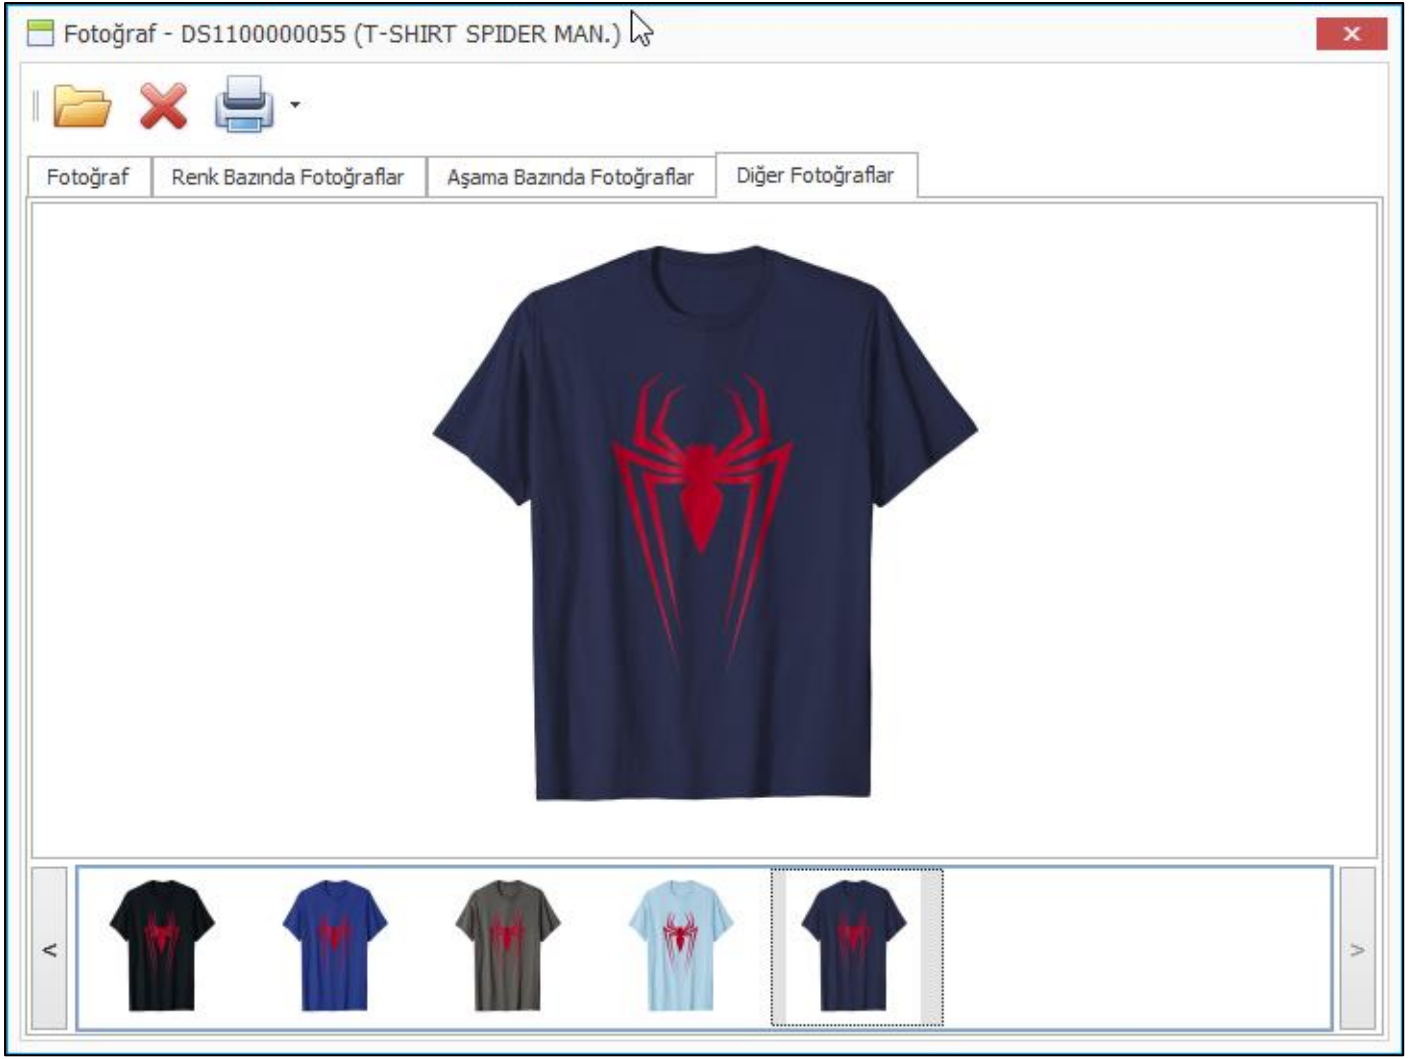 Fotoğraf - DS1100000055 (T-SHIRT SPIDER MAN.)
Fotoğraf
Renk Bazında Fotoğraflar
Aşama Bazında Fotoğraflar
Diğer Fotoğraflar
<
>